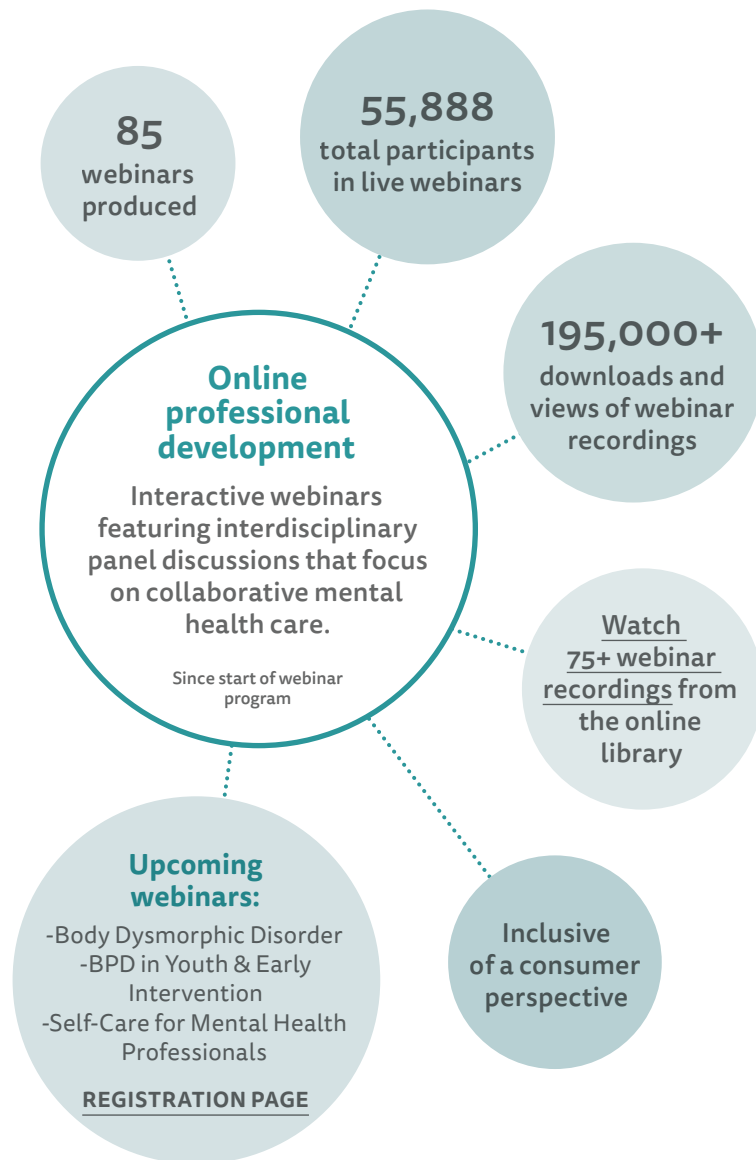 85
webinars
produced
55,888
total participants
in live webinars
195,000+
downloads and
views of webinar
recordings
Online
professional
development
Interactive webinars
featuring interdisciplinary
panel discussions that focus
on collaborative mental
health care.
Since start of webinar
program
Watch
75+ webinar
recordings from
the online
library
Inclusive
of a consumer
perspective
Upcoming
webinars:
-Body Dysmorphic Disorder
-BPD in Youth & Early
Intervention
-Self-Care for Mental Health
Professionals
REGISTRATION PAGE